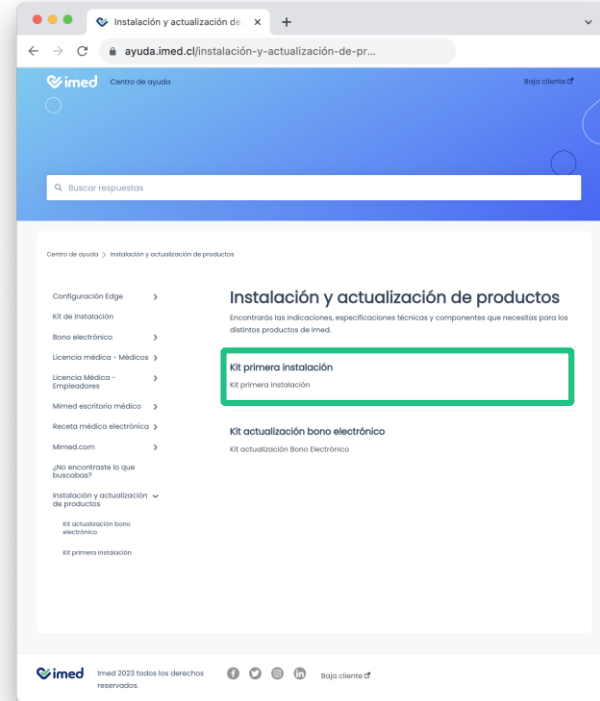 Instalación y actualización de
ayuda.imed.cl/instalación-y-actualización-de-pr...
imed Centro de ayuda Baja cliente
Buscar respuestas
Centro de ayuda > Instalación y actualización de productos
Configuración Edge
Kit de Instalación
Bono electrónico
Licencia médica - Médicos
Licencia Médica -
Empleadores
Mimed escritorio médico
Receta médica electrónica
Mimed.com
¿No encontraste lo que
buscabas?
Instalación y actualización
de productos
Kit actualización bono
electrónico
Kit primera instalación
Instalación y actualización de productos
Encontrarás las indicaciones, especificaciones técnicas y componentes que necesitas para los
distintos productos de imed.
Kit primera instalación
Kit primera instalación
Kit actualización bono electrónico
Kit actualización Bono Electrónico
imed
Imed 2023 todos los derechos
reservados.
Baja cliente